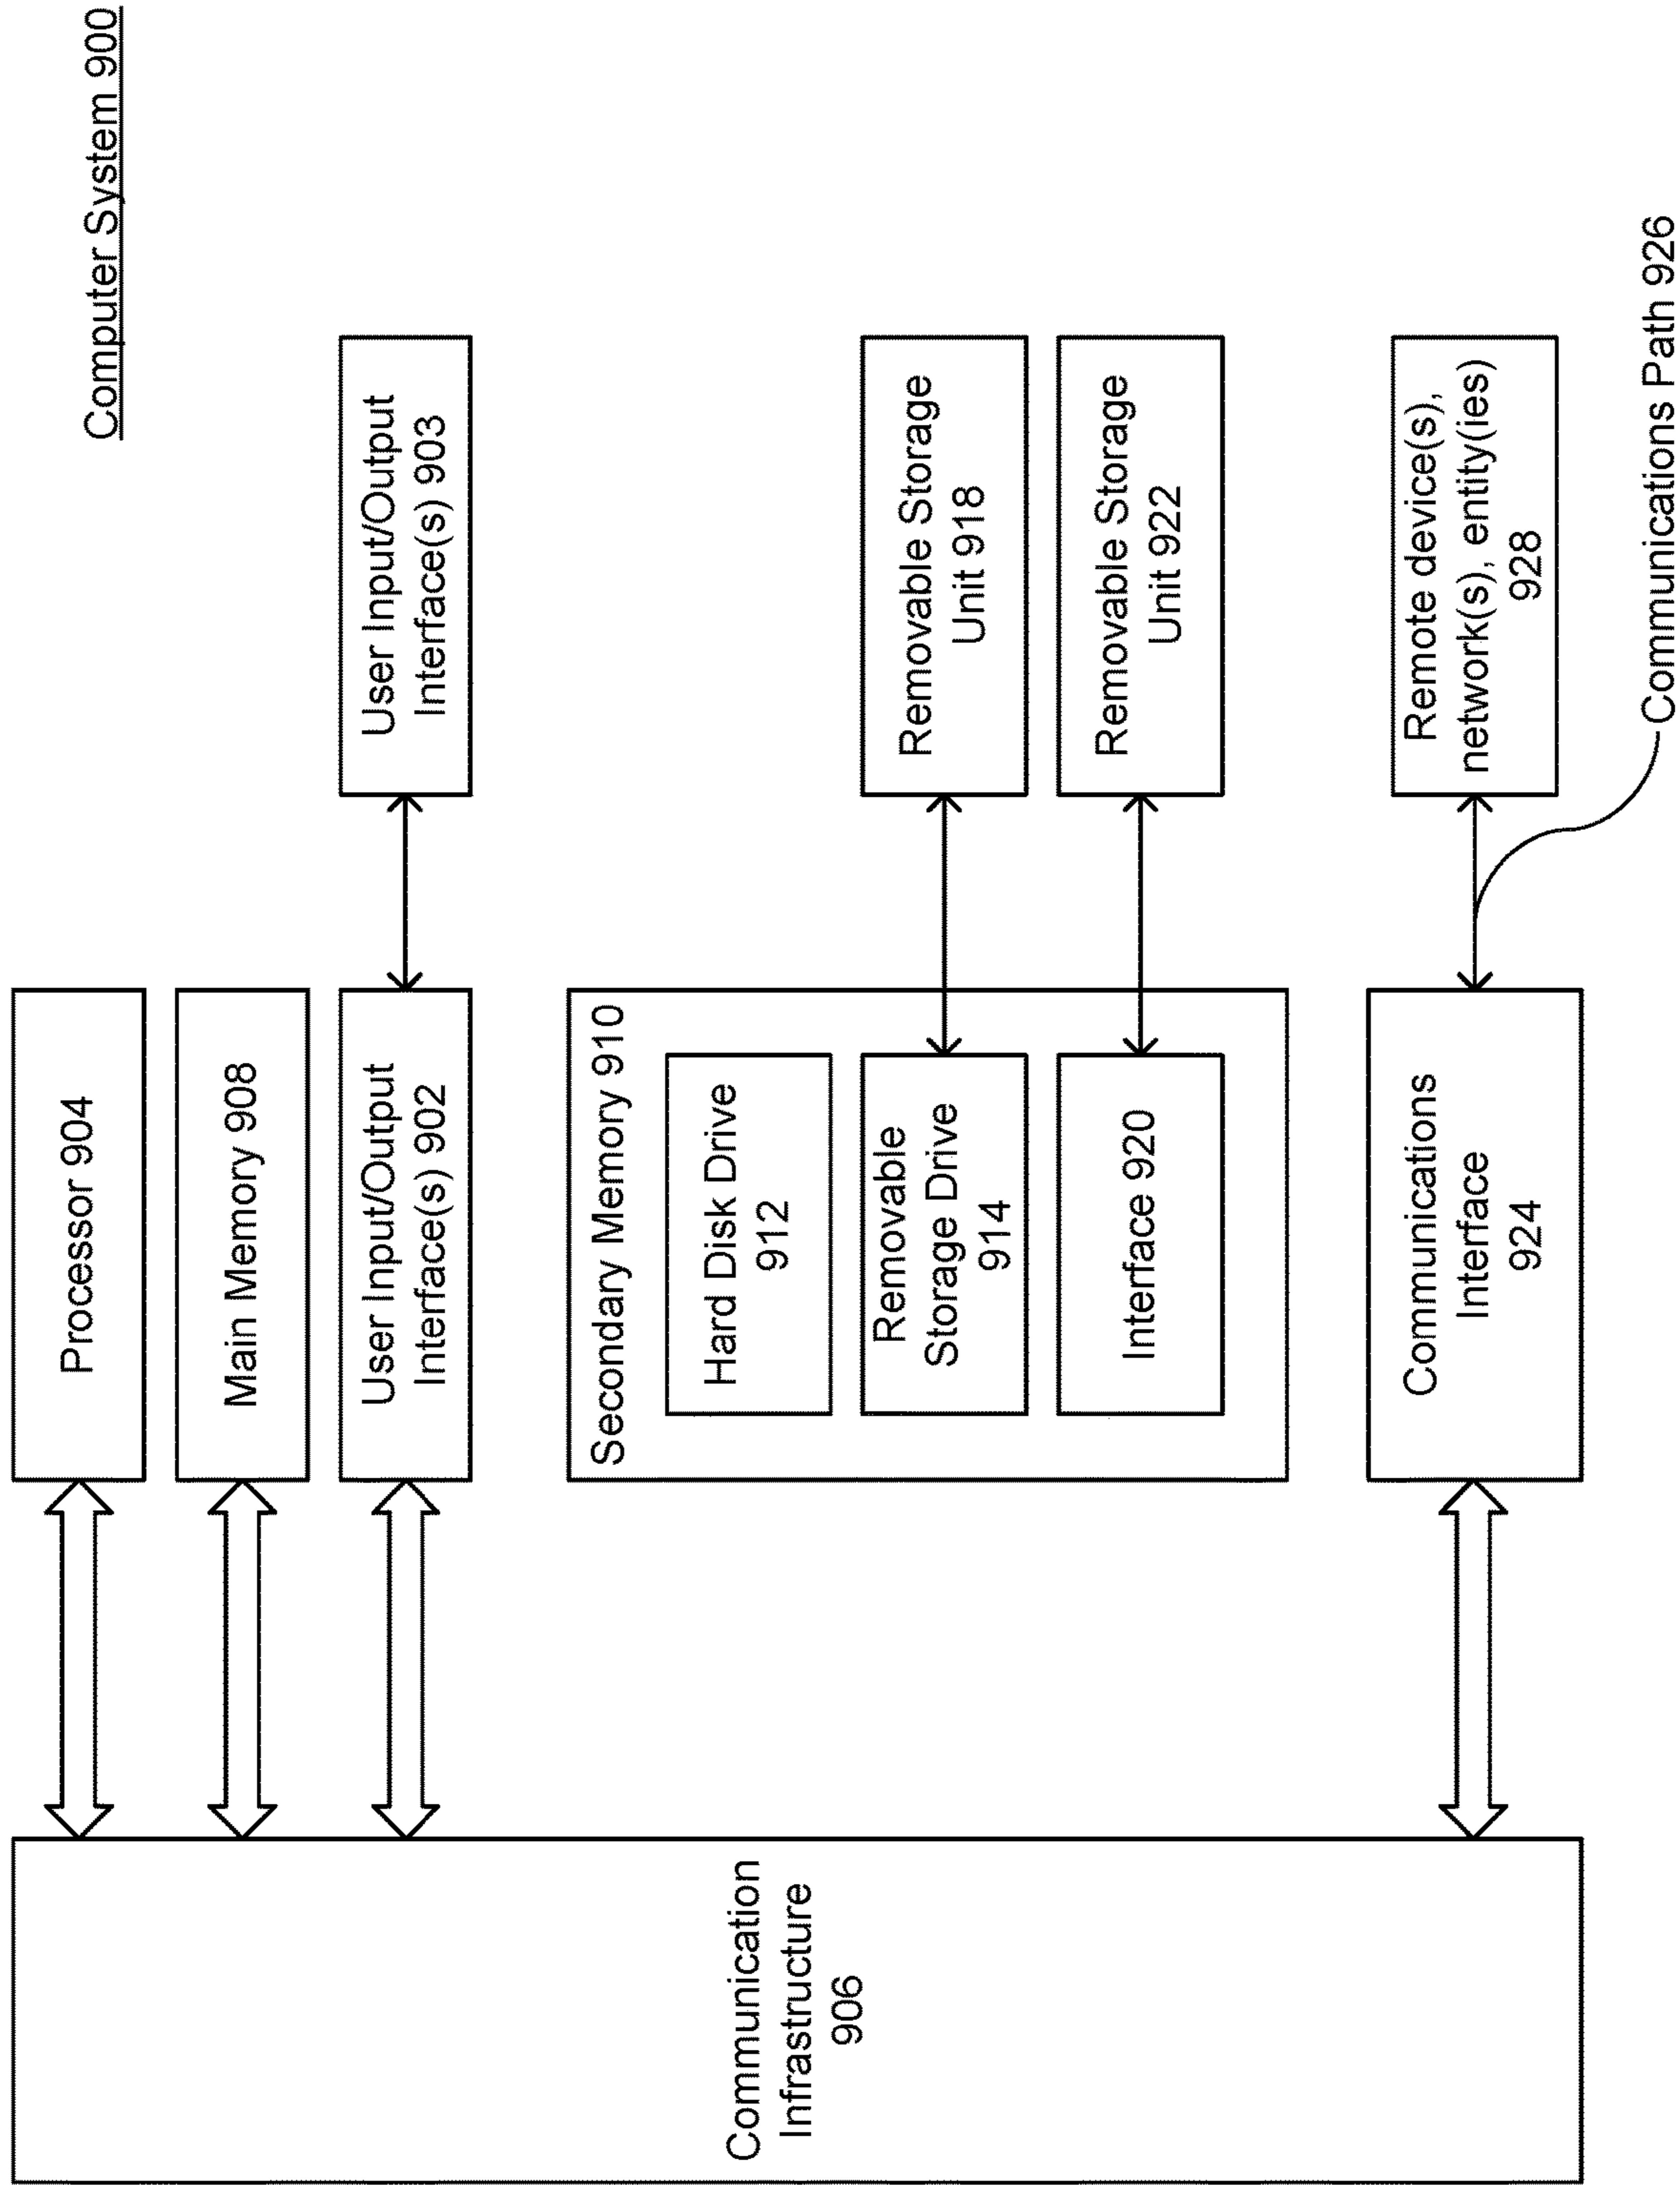 Computer System 900
Processor 904
Main Memory 908
User Input/Output
Interface(s) 902
User Input/Output
Interface(s) 903
Secondary Memory 910
Hard Disk Drive
912
Removable
Storage Drive
914
Removable Storage
Unit 918
Interface 920
Removable Storage
Unit 922
Communication
Infrastructure
906
Communications
Interface
924
Remote device(s),
network(s), entity(ies)
928
Communications Path 926